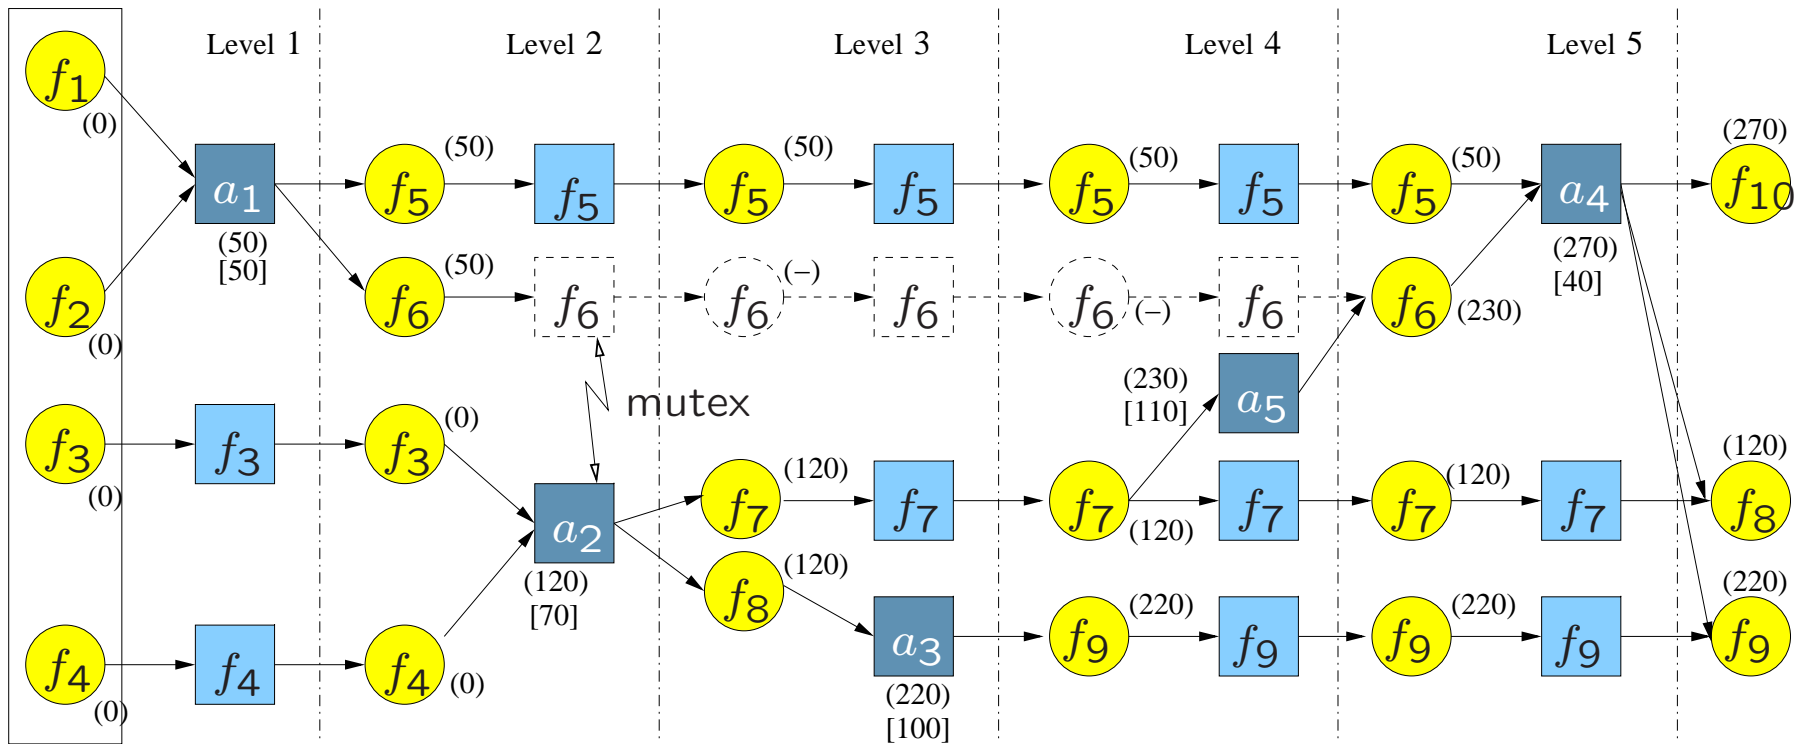 Level 1 Level 2 Level 3 Level 4 Level 5
f1 (0)
(270)
a1 f5 (50) f5 f5 (50) f5 f5 (50) f5 f5 (50) a4 f10
(50)
[50]
(270)
[40]
f2 (0)
f6 (50) f6 f6 (–) f6 f6 (–) f6 f6 (230)
mutex
(230)
[110]
a5
f3 (0)
f3 f3 (0)
a2
(120)
[70]
f7 (120) f7 f7 (120) f7 f7 (120) f7 f8 (120)
f8 (120)
f4 (0)
f4 f4 (0)
a3
(220)
[100]
f9 (220) f9 f9 (220) f9 f9 (220)